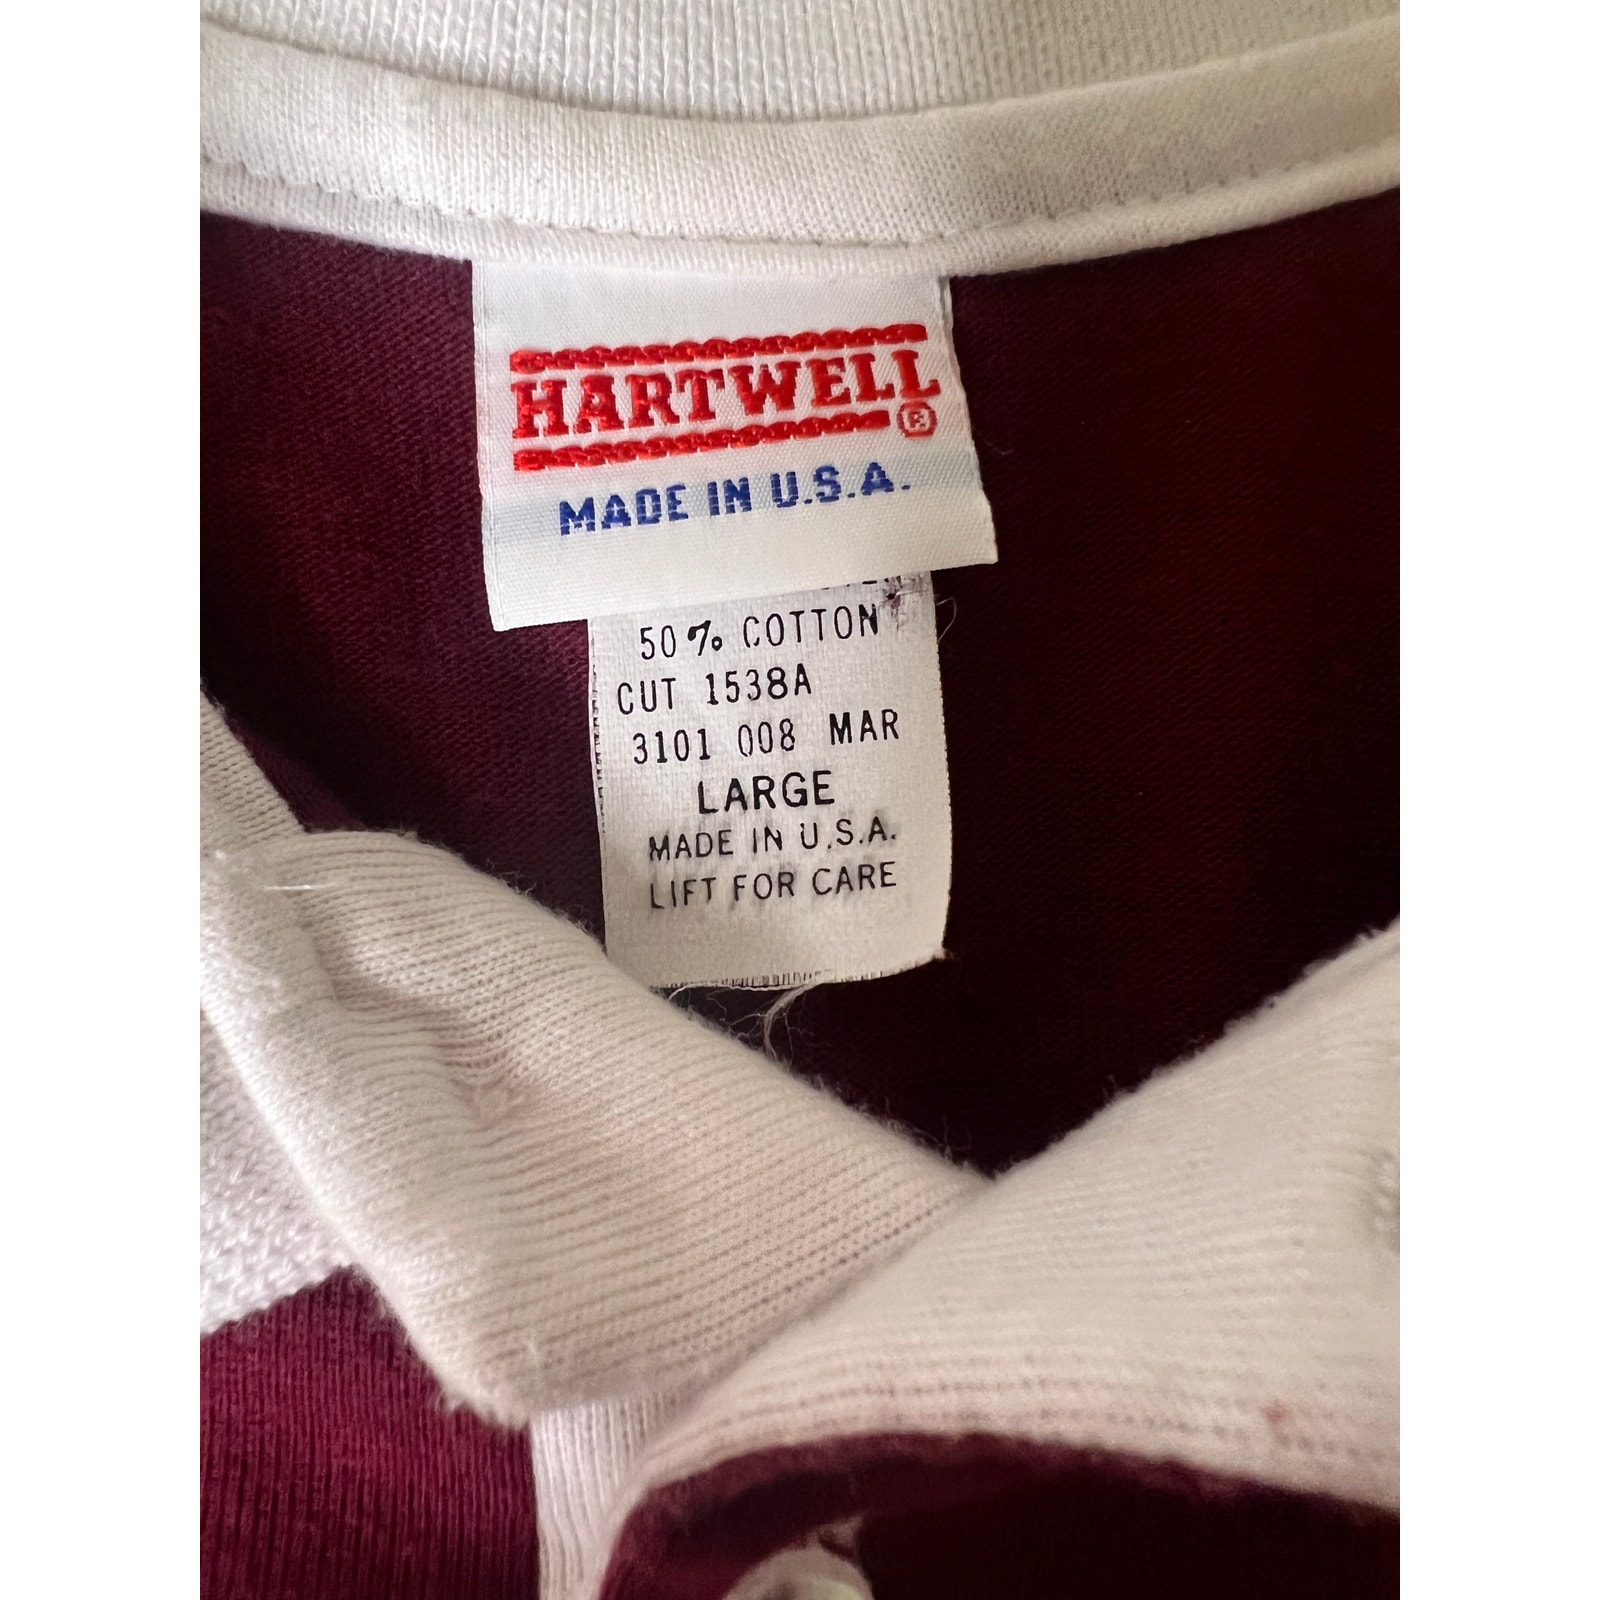 HARTWELL®
MADE IN U.S.A.
50% COTTON
CUT 1538A
3101 008 MAR
LARGE
MADE IN U.S.A.
LIFT FOR CARE